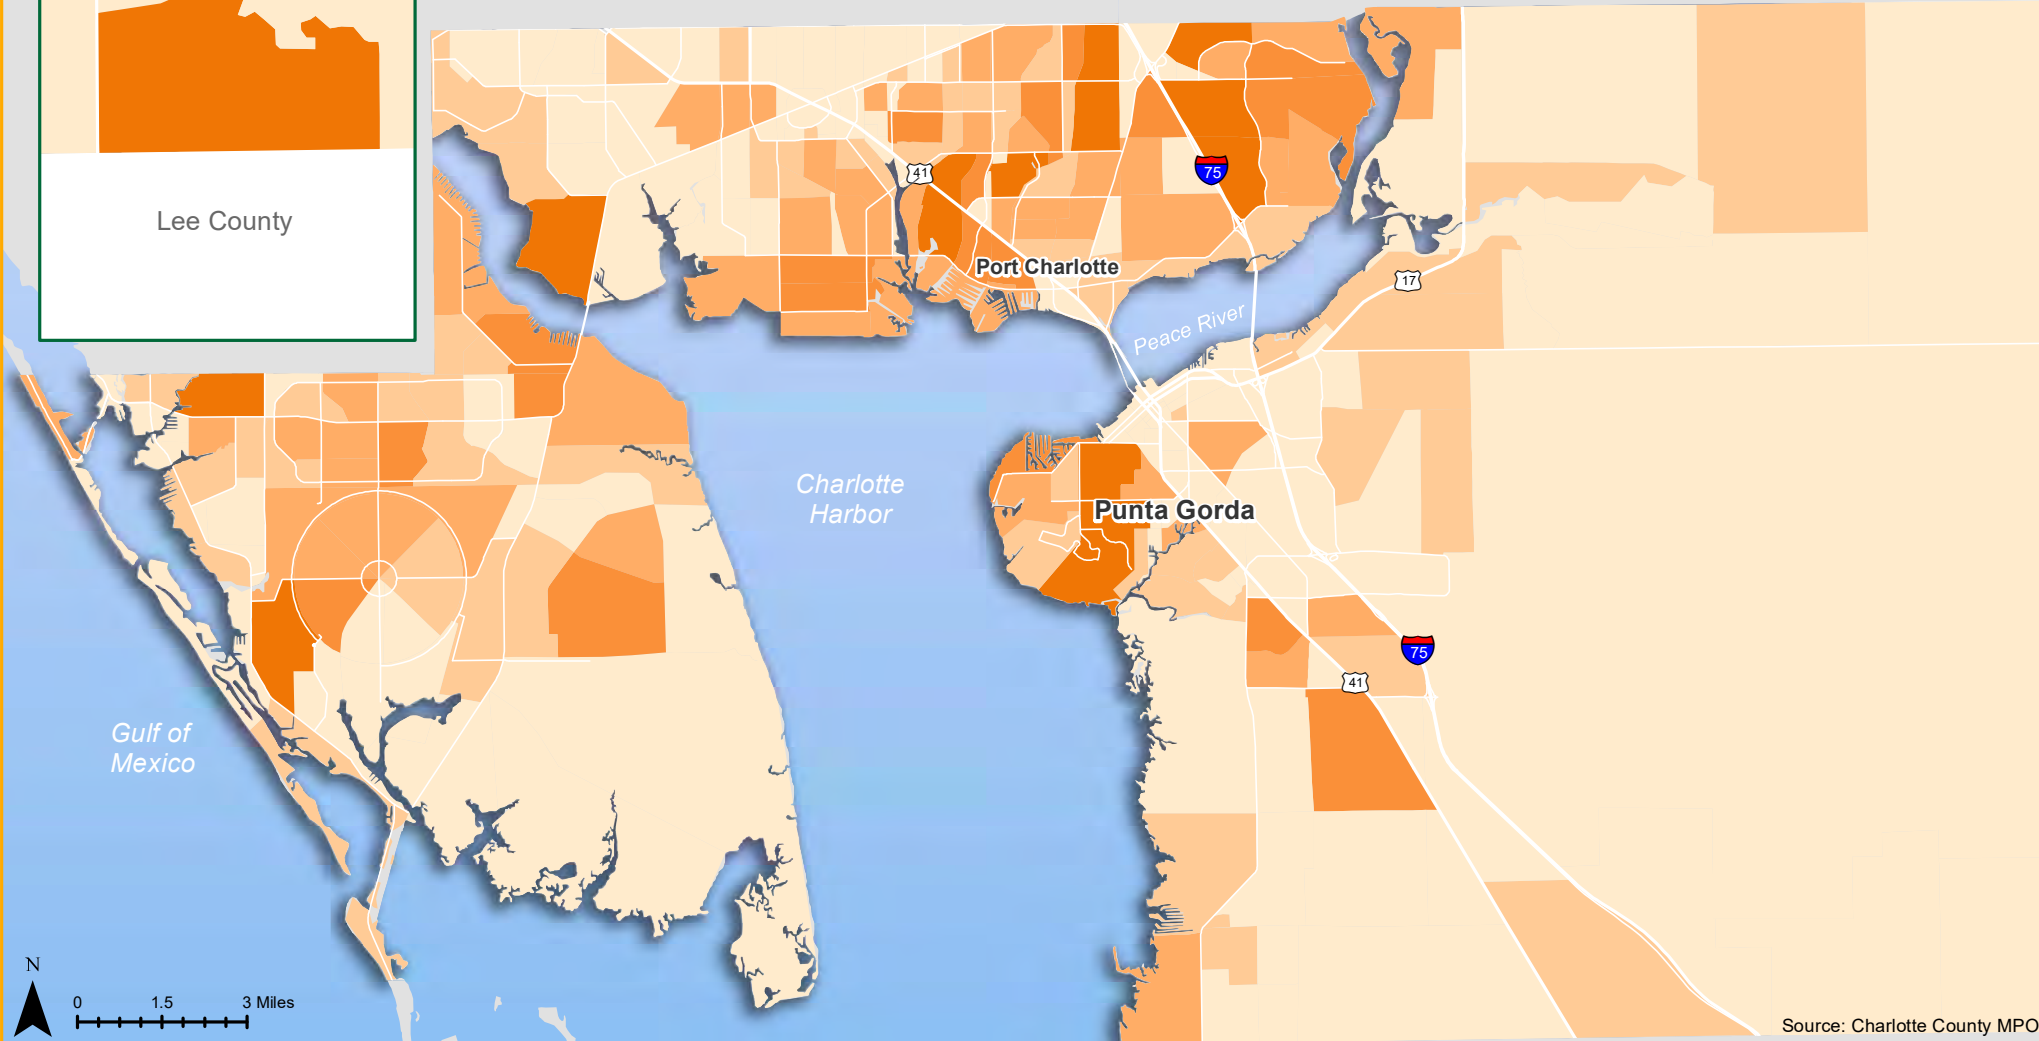 Lee County
41
75
Port Charlotte
17
Peace River
Charlotte
Harbor
Punta Gorda
75
41
Gulf of
Mexico
N
0 1.5 3 Miles
Source: Charlotte County MPO